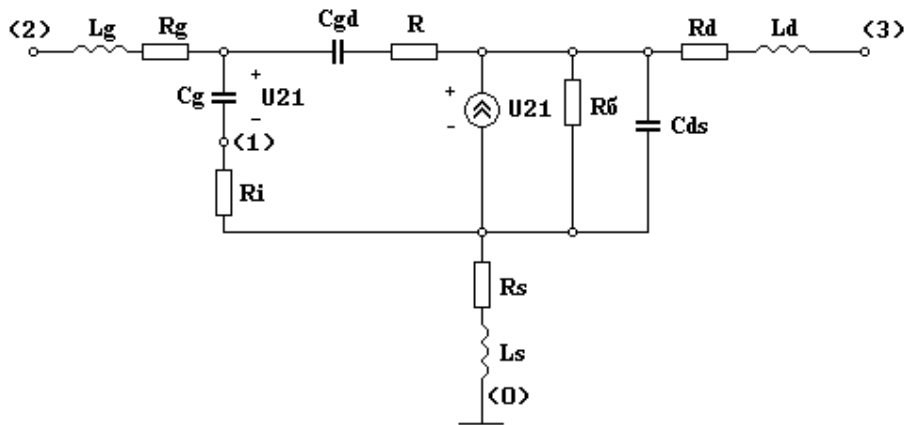 (2) Lg Rg Cgd R Rd Ld (3)
Cg + U21 -
+ - U21 Rб Cds
(1)
Ri
Rs
Ls
(0)